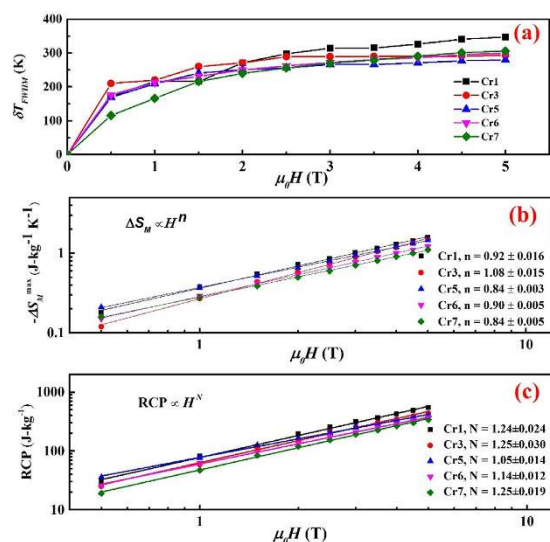 (a)
400
300
200
100
0
δT_FWHM (K)
Cr1
Cr3
Cr5
Cr6
Cr7
0 1 2 3 4 5
μ₀H (T)
(b)
ΔS_M ∝ H^n
1
0.1
-ΔS_M^max (J-kg⁻¹ K⁻¹)
Cr1, n = 0.92 ± 0.016
Cr3, n = 1.08 ± 0.015
Cr5, n = 0.84 ± 0.003
Cr6, n = 0.90 ± 0.005
Cr7, n = 0.84 ± 0.005
1 10
μ₀H (T)
(c)
RCP ∝ H^N
1000
100
10
RCP (J-kg⁻¹)
Cr1, N = 1.24±0.024
Cr3, N = 1.25±0.030
Cr5, N = 1.05±0.014
Cr6, N = 1.14±0.012
Cr7, N = 1.25±0.019
1 10
μ₀H (T)